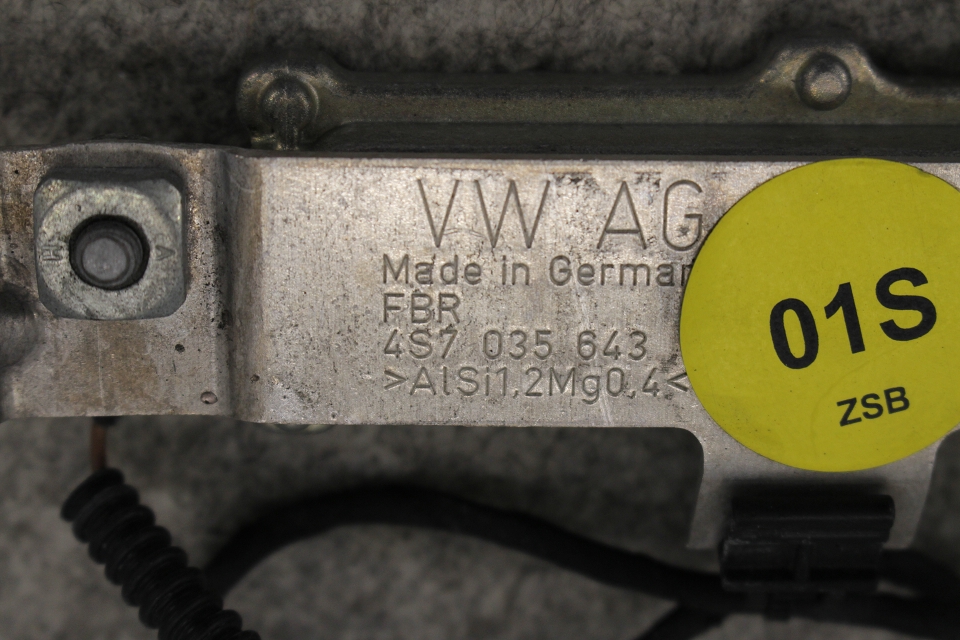 VW AG
Made in German
FBR
4S7 035 643
>AlSi1,2Mg0,4<
01S
ZSB